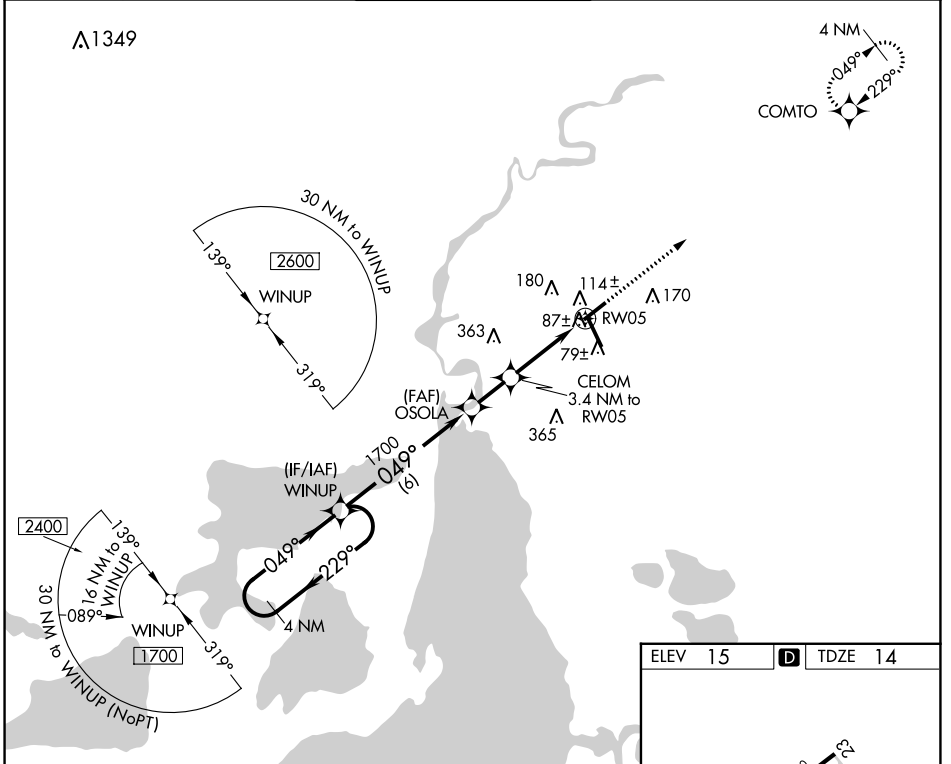 1349
4 NM
049°
229°
COMTO
30 NM to WINUP
139°
2600
WINUP
319°
180
114±
170
87±
RW05
363
79±
(FAF)
OSOLA
CELOM
3.4 NM to
RW05
365
1700
049°
(6)
(IF/IAF)
WINUP
049°
229°
4 NM
2400
139°
16 NM to
WINUP
089°
WINUP
1700
319°
30 NM to WINUP (NoPT)
ELEV 15
D
TDZE 14
23